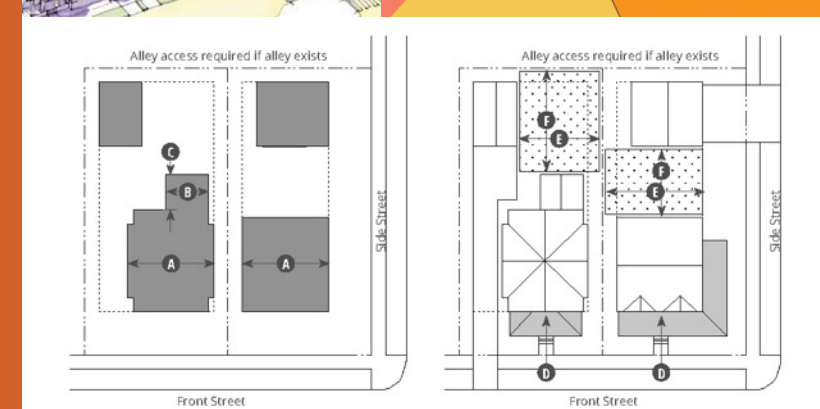 Alley access required if alley exists
C
B
A
A
Side Street
Front Street
Alley access required if alley exists
F
E
F
E
Side Street
D
D
Front Street